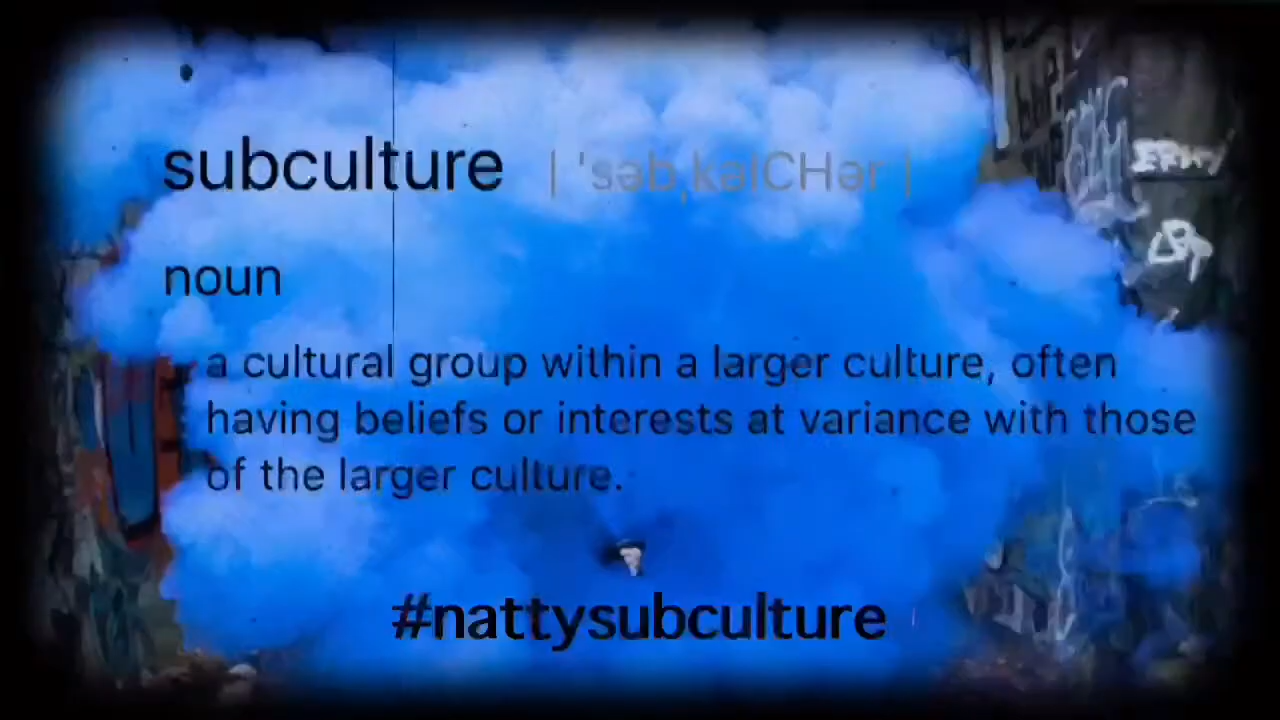 subculture | ˈsəbˌkəlCHər |
noun
a cultural group within a larger culture, often
having beliefs or interests at variance with those
of the larger culture.
#nattysubculture